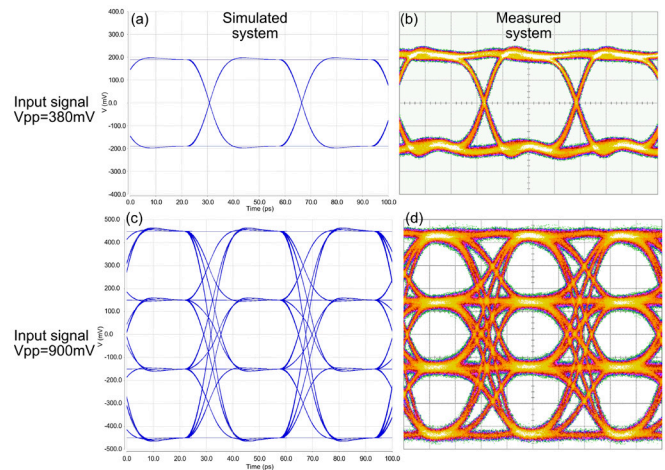 (a)
Simulated
system
(b)
Measured
system
Input signal
Vpp=380mV
V (mV)
400.0
300.0
200.0
100.0
0.0
-100.0
-200.0
-300.0
-400.0
0.0 10.0 20.0 30.0 40.0 50.0 60.0 70.0 80.0 90.0 100.0
Time (ps)
(c)
(d)
Input signal
Vpp=900mV
V (mV)
500.0
400.0
300.0
200.0
100.0
0.0
-100.0
-200.0
-300.0
-400.0
-500.0
0.0 10.0 20.0 30.0 40.0 50.0 60.0 70.0 80.0 90.0 100.0
Time (ps)